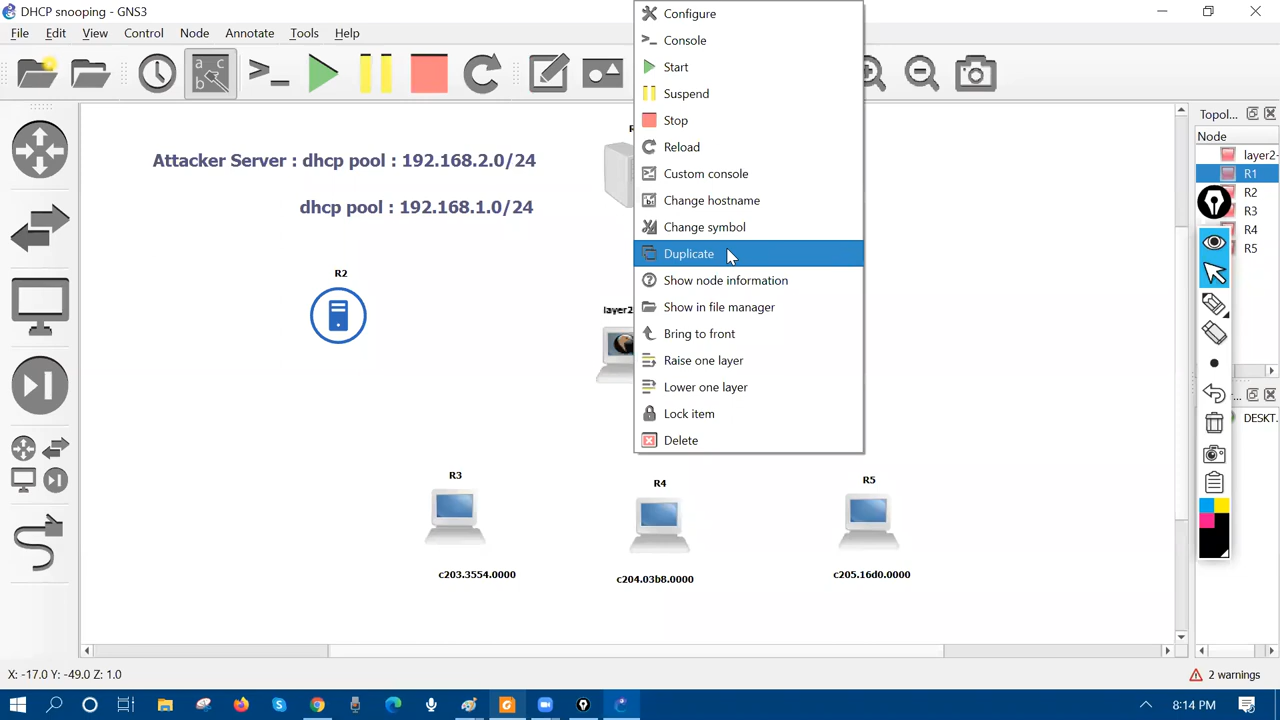 DHCP snooping - GNS3
File Edit View Control Node Annotate Tools Help
Configure
Console
Start
Suspend
Stop
Reload
Custom console
Change hostname
Change symbol
Duplicate
Show node information
Show in file manager
Bring to front
Raise one layer
Lower one layer
Lock item
Delete
Attacker Server : dhcp pool : 192.168.2.0/24
dhcp pool : 192.168.1.0/24
R2
layer2
R3
R4
R5
c203.3554.0000
c204.03b8.0000
c205.16d0.0000
Topol...
Node
layer2-
R1
R2
R3
R4
R5
DESKT.
X: -17.0 Y: -49.0 Z: 1.0
2 warnings
8:14 PM